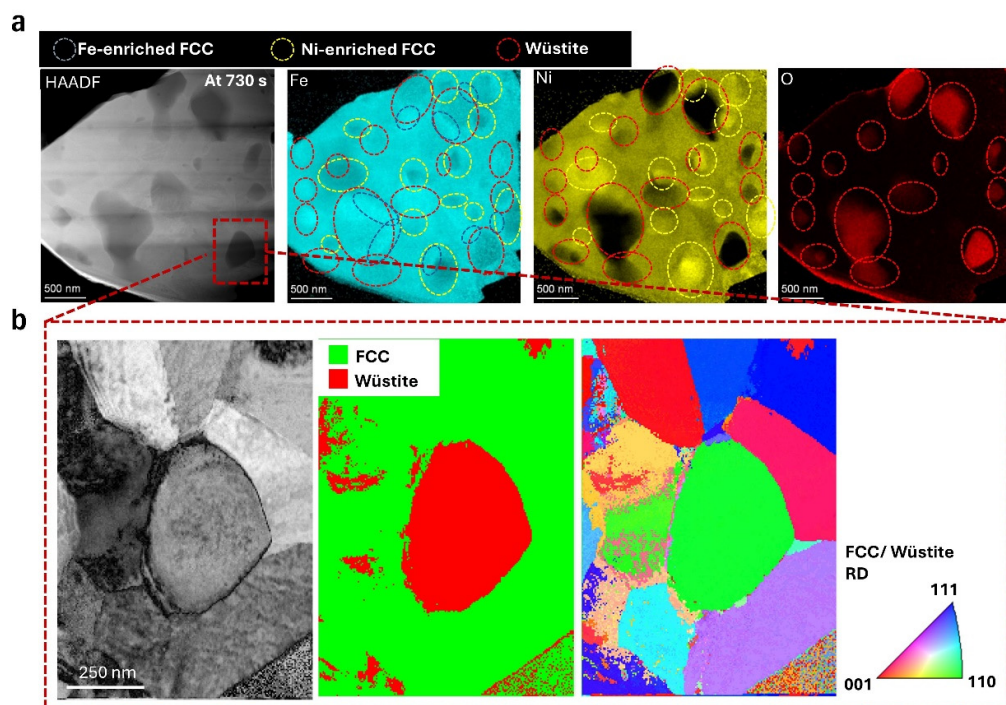 a
Fe-enriched FCC
Ni-enriched FCC
Wüstite
HAADF
At 730 s
Fe
Ni
O
500 nm
500 nm
500 nm
500 nm
b
FCC
Wüstite
250 nm
FCC/ Wüstite
RD
111
001
110